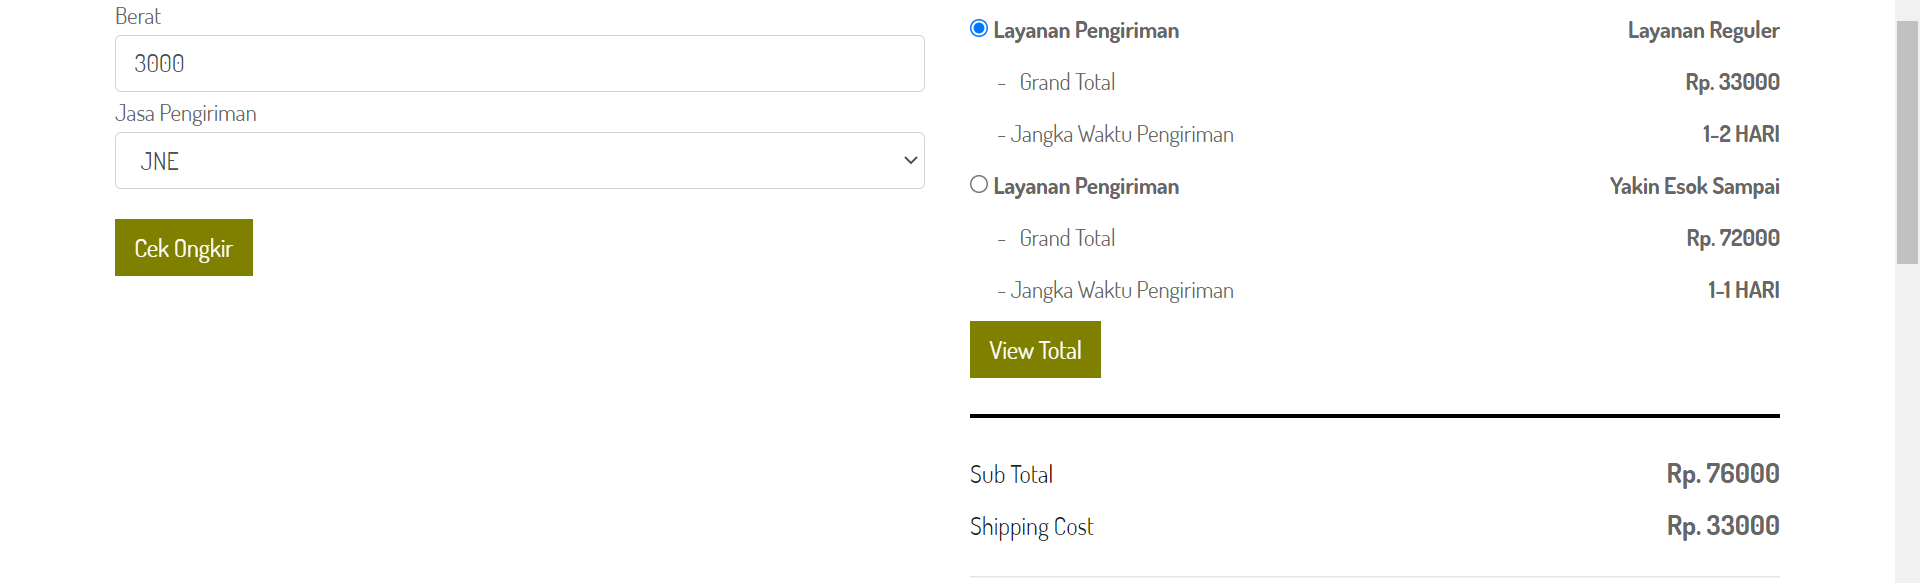 Berat
3000
Jasa Pengiriman
JNE
Cek Ongkir
Layanan Pengiriman Layanan Reguler
- Grand Total Rp. 33000
- Jangka Waktu Pengiriman 1-2 HARI
Layanan Pengiriman Yakin Esok Sampai
- Grand Total Rp. 72000
- Jangka Waktu Pengiriman 1-1 HARI
View Total
Sub Total Rp. 76000
Shipping Cost Rp. 33000